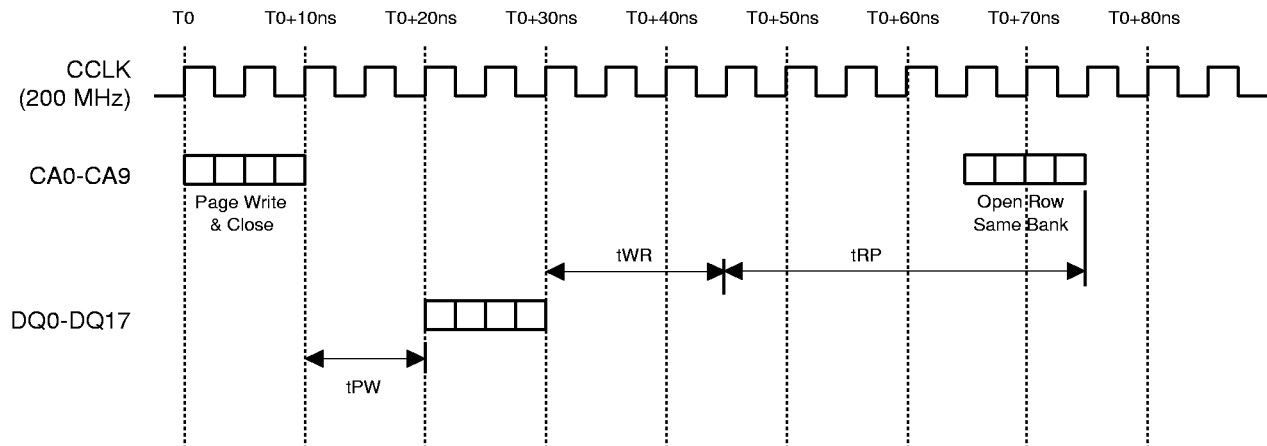 T0 T0+10ns T0+20ns T0+30ns T0+40ns T0+50ns T0+60ns T0+70ns T0+80ns
CCLK
(200 MHz)
CA0-CA9
Page Write
& Close
Open Row
Same Bank
tWR
tRP
DQ0-DQ17
tPW